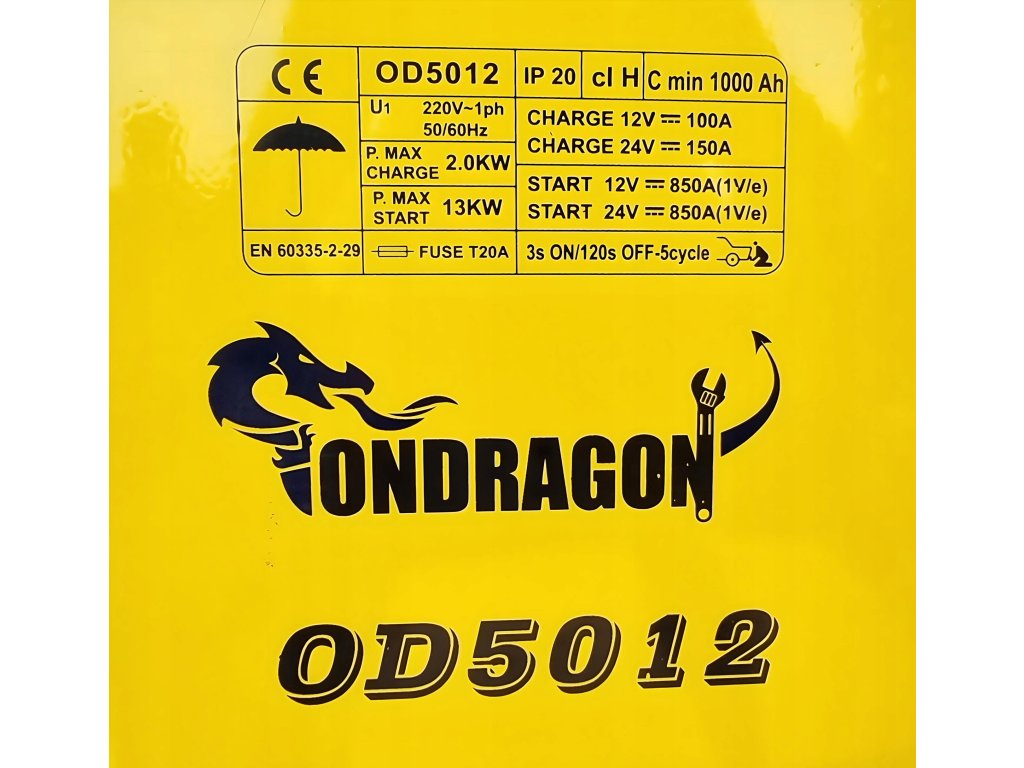 CE
OD5012
IP 20
cl H
C min 1000 Ah
U1 220V~1ph
50/60Hz
CHARGE 12V ⎓ 100A
CHARGE 24V ⎓ 150A
P. MAX
CHARGE 2.0KW
START 12V ⎓ 850A(1V/e)
START 24V ⎓ 850A(1V/e)
P. MAX
START 13KW
EN 60335-2-29
FUSE T20A
3s ON/120s OFF-5cycle
TONDRAGON
OD5012